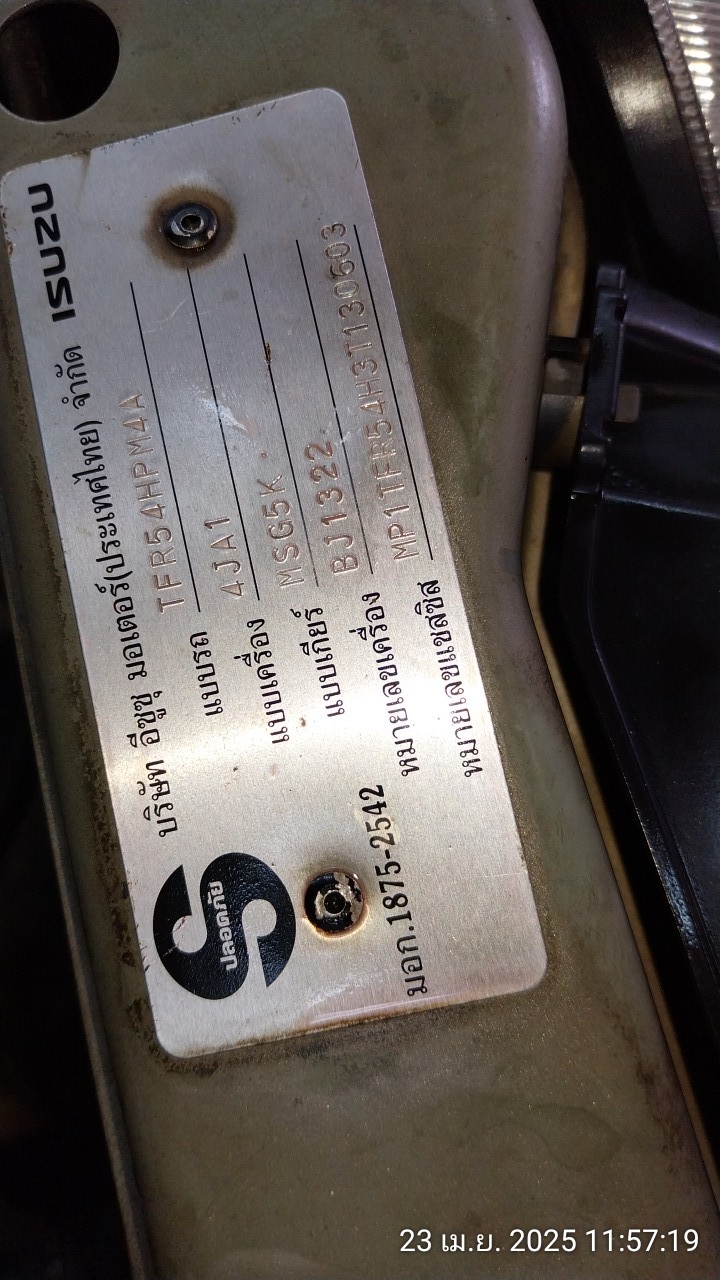 บริษัท อีซูซุ มอเตอร์(ประเทศไทย) จำกัด ISUZU
แบบรถ TFR54HPM4A
แบบเครื่อง 4JA1
แบบเกียร์ MSG5K
หมายเลขเครื่อง BJ1322
หมายเลขแชสซิส MP1TFR54H3T130603
ปลอดภัย
มอก.1875-2542
23 เม.ย. 2025 11:57:19